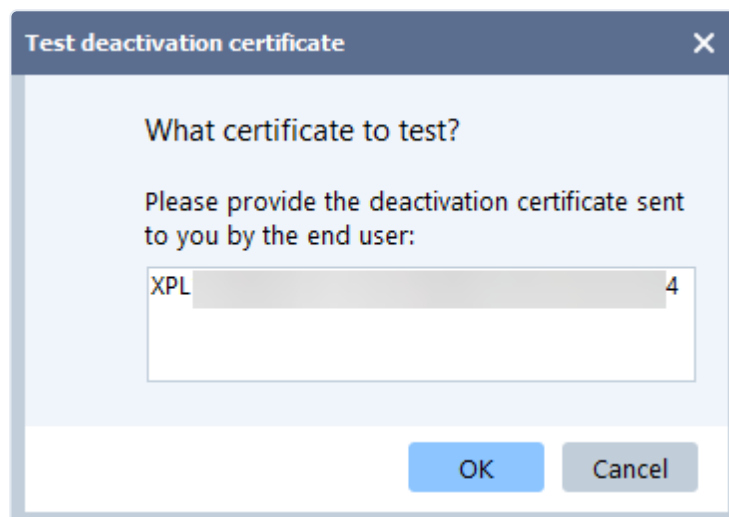 Test deactivation certificate
What certificate to test?
Please provide the deactivation certificate sent
to you by the end user:
XPL 4
OK Cancel